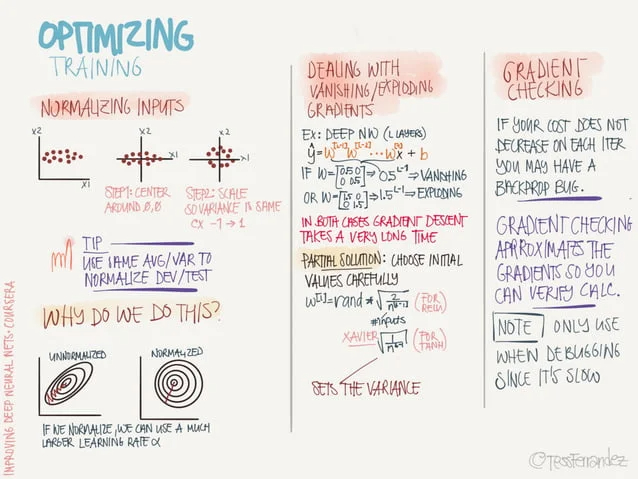 OPTIMIZING
TRAINING
NORMALIZING INPUTS
x2
x1
x2
x1
x2
x1
STEP1: CENTER
AROUND 0,0
STEP2: SCALE
SO VARIANCE IS SAME
EX -1 → 1
TIP
USE SAME AVG/VAR TO
NORMALIZE DEV/TEST
WHY DO WE DO THIS?
UNNORMALIZED
NORMALIZED
IF WE NORMALIZE, WE CAN USE A MUCH
LARGER LEARNING RATE α
IMPROVING DEEP NEURAL NETS • COURSERA
DEALING WITH
VANISHING/EXPLODING
GRADIENTS
EX: DEEP NW (L LAYERS)
IF W= [0.5 0 0 0.5] ⇒ 0.5^L-1 ⇒ VANISHING
OR W= [1.5 0 0 1.5] ⇒ 1.5^L-1 ⇒ EXPLODING
IN BOTH CASES GRADIENT DESCENT
TAKES A VERY LONG TIME
PARTIAL SOLUTION: CHOOSE INITIAL
VALUES CAREFULLY
W^[l] = rand * √(2/n^[l-1]) (FOR RELU)
#inputs
XAVIER √(1/n^[l-1]) (FOR TANH)
SETS THE VARIANCE
GRADIENT
CHECKING
IF YOUR COST DOES NOT
DECREASE ON EACH ITER
YOU MAY HAVE A
BACKPROP BUG.
GRADIENT CHECKING
APPROXIMATES THE
GRADIENTS SO YOU
CAN VERIFY CALC.
NOTE ONLY USE
WHEN DEBUGGING
SINCE IT'S SLOW
©TessFerrandez